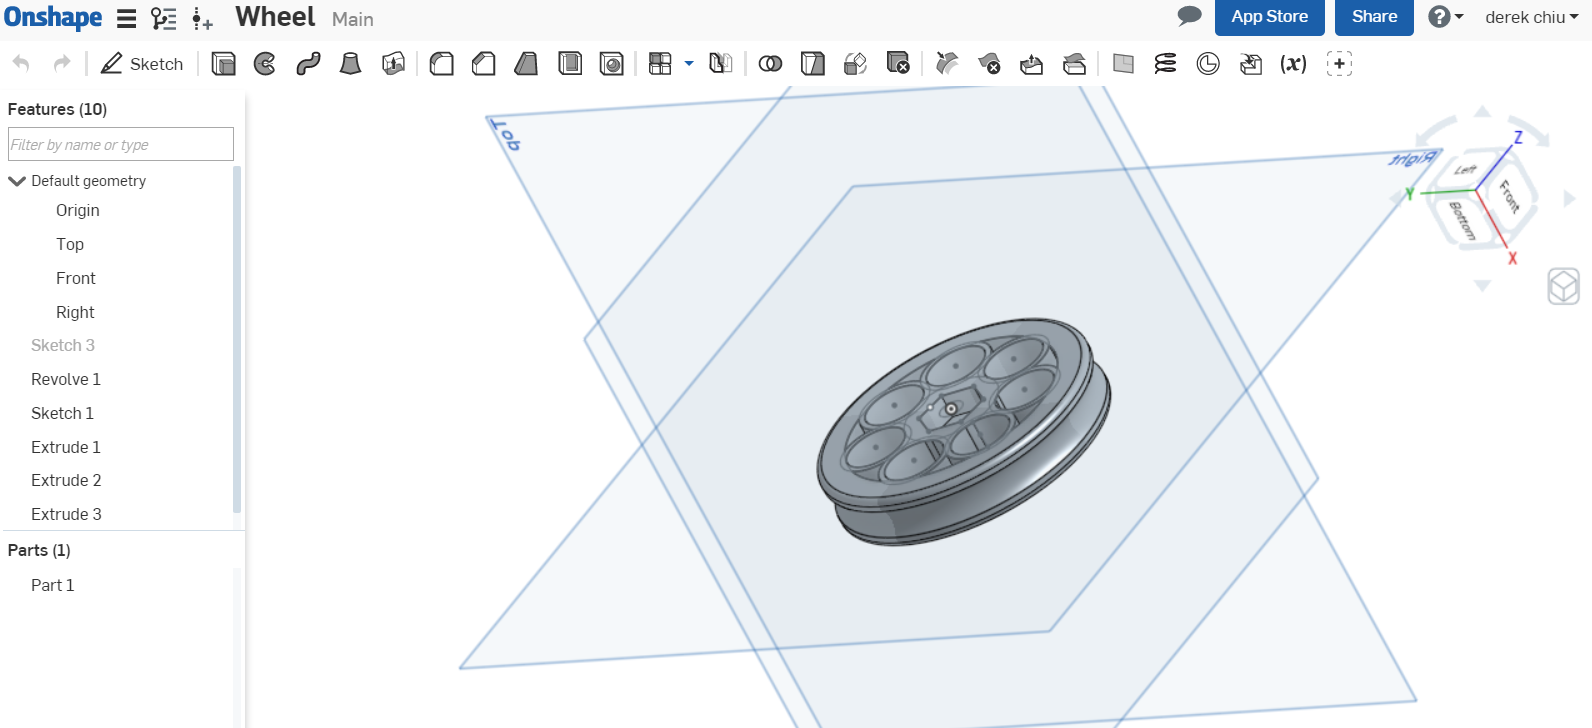 Onshape Wheel Main App Store Share ? derek chiu
Sketch (x)
Features (10)
Filter by name or type
Default geometry
Origin
Top
Front
Right
Sketch 3
Revolve 1
Sketch 1
Extrude 1
Extrude 2
Extrude 3
Parts (1)
Part 1
Top
Right
Z
Left
Front
Y
Bottom
X